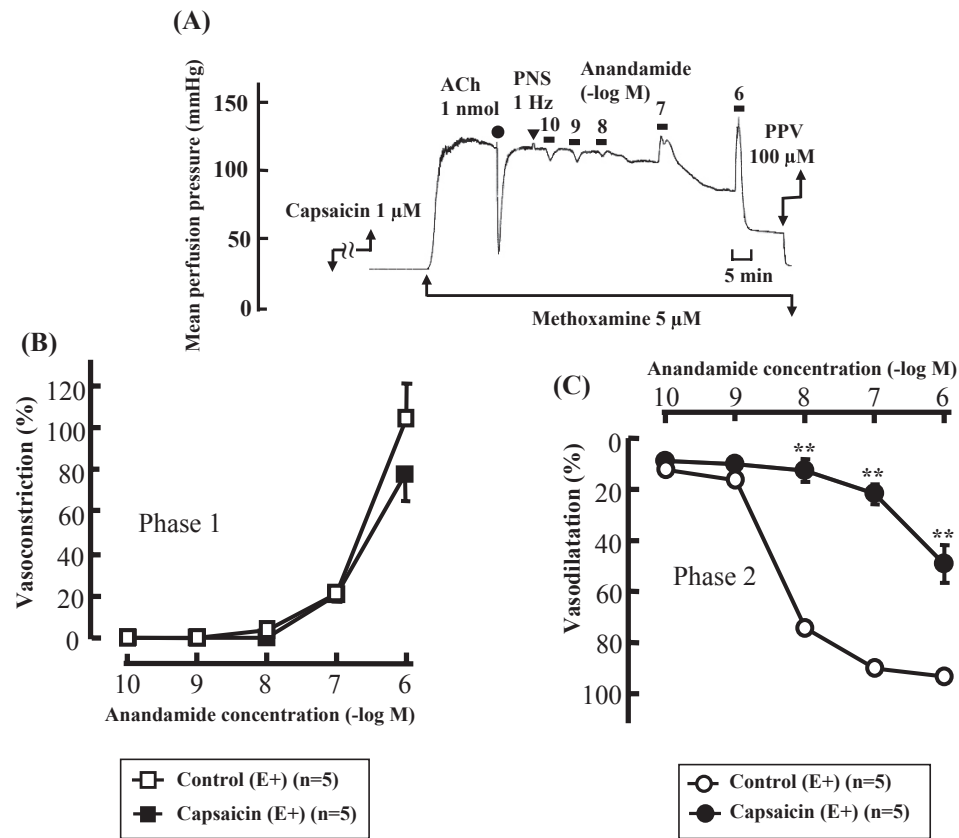 (A)
Mean perfusion pressure (mmHg)
150
100
50
0
ACh
1 nmol
PNS
1 Hz
Anandamide
(-log M)
10
9
8
7
6
PPV
100 µM
Capsaicin 1 µM
5 min
Methoxamine 5 µM
(B)
Vasoconstriction (%)
120
100
80
60
40
20
0
Phase 1
10
9
8
7
6
Anandamide concentration (-log M)
Control (E+) (n=5)
Capsaicin (E+) (n=5)
(C)
Anandamide concentration (-log M)
10
9
8
7
6
Vasodilatation (%)
0
20
40
60
80
100
**
**
**
Phase 2
Control (E+) (n=5)
Capsaicin (E+) (n=5)